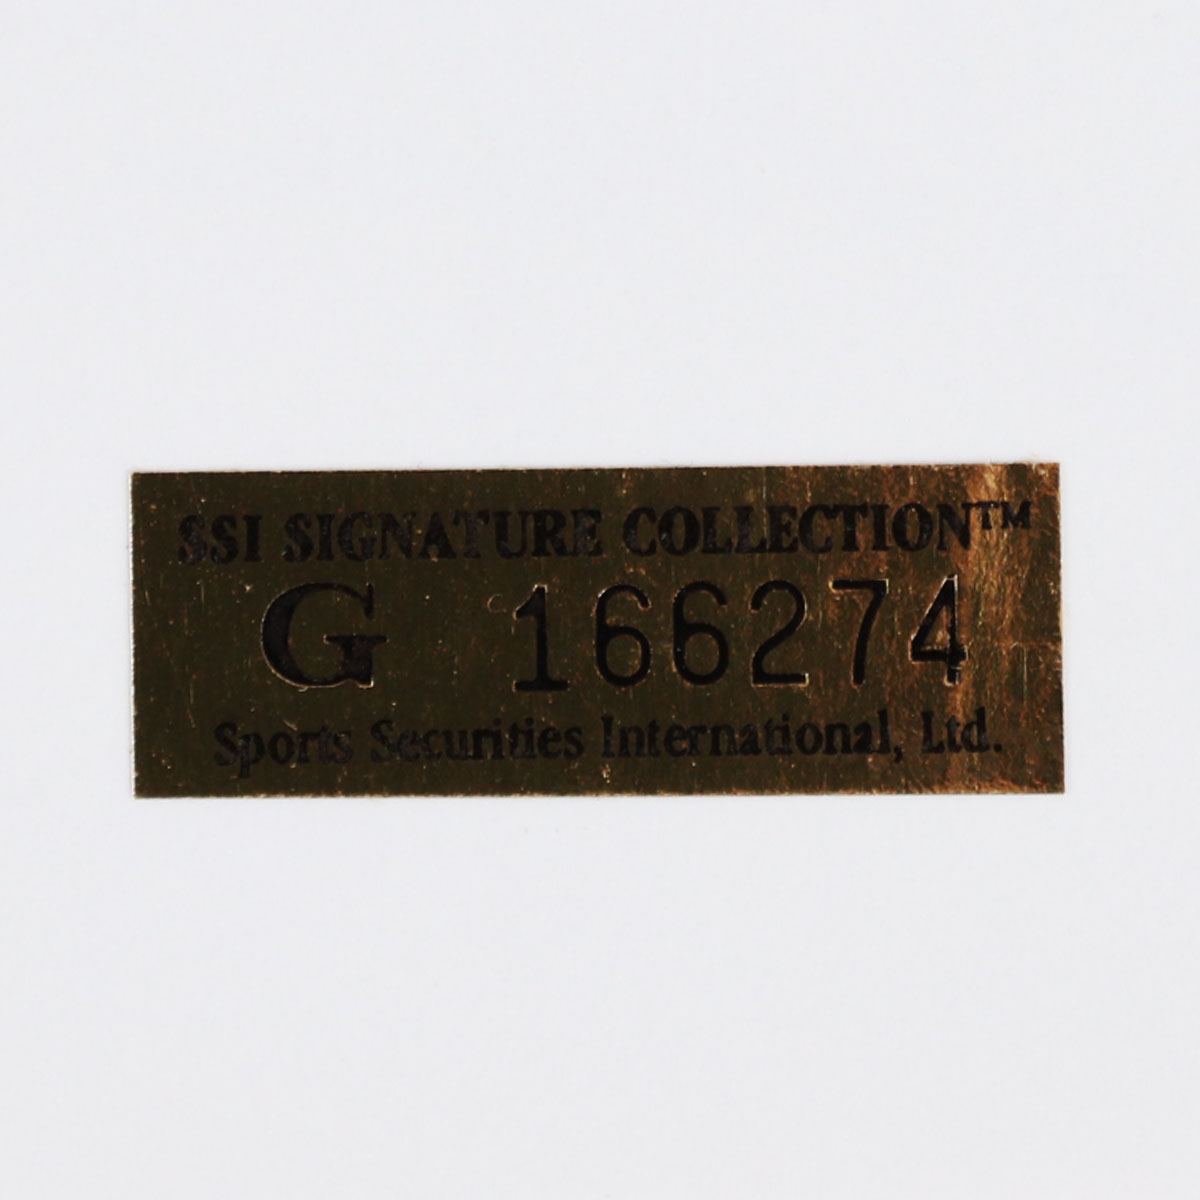 SSI SIGNATURE COLLECTION™
G 166274
Sports Securities International, Ltd.